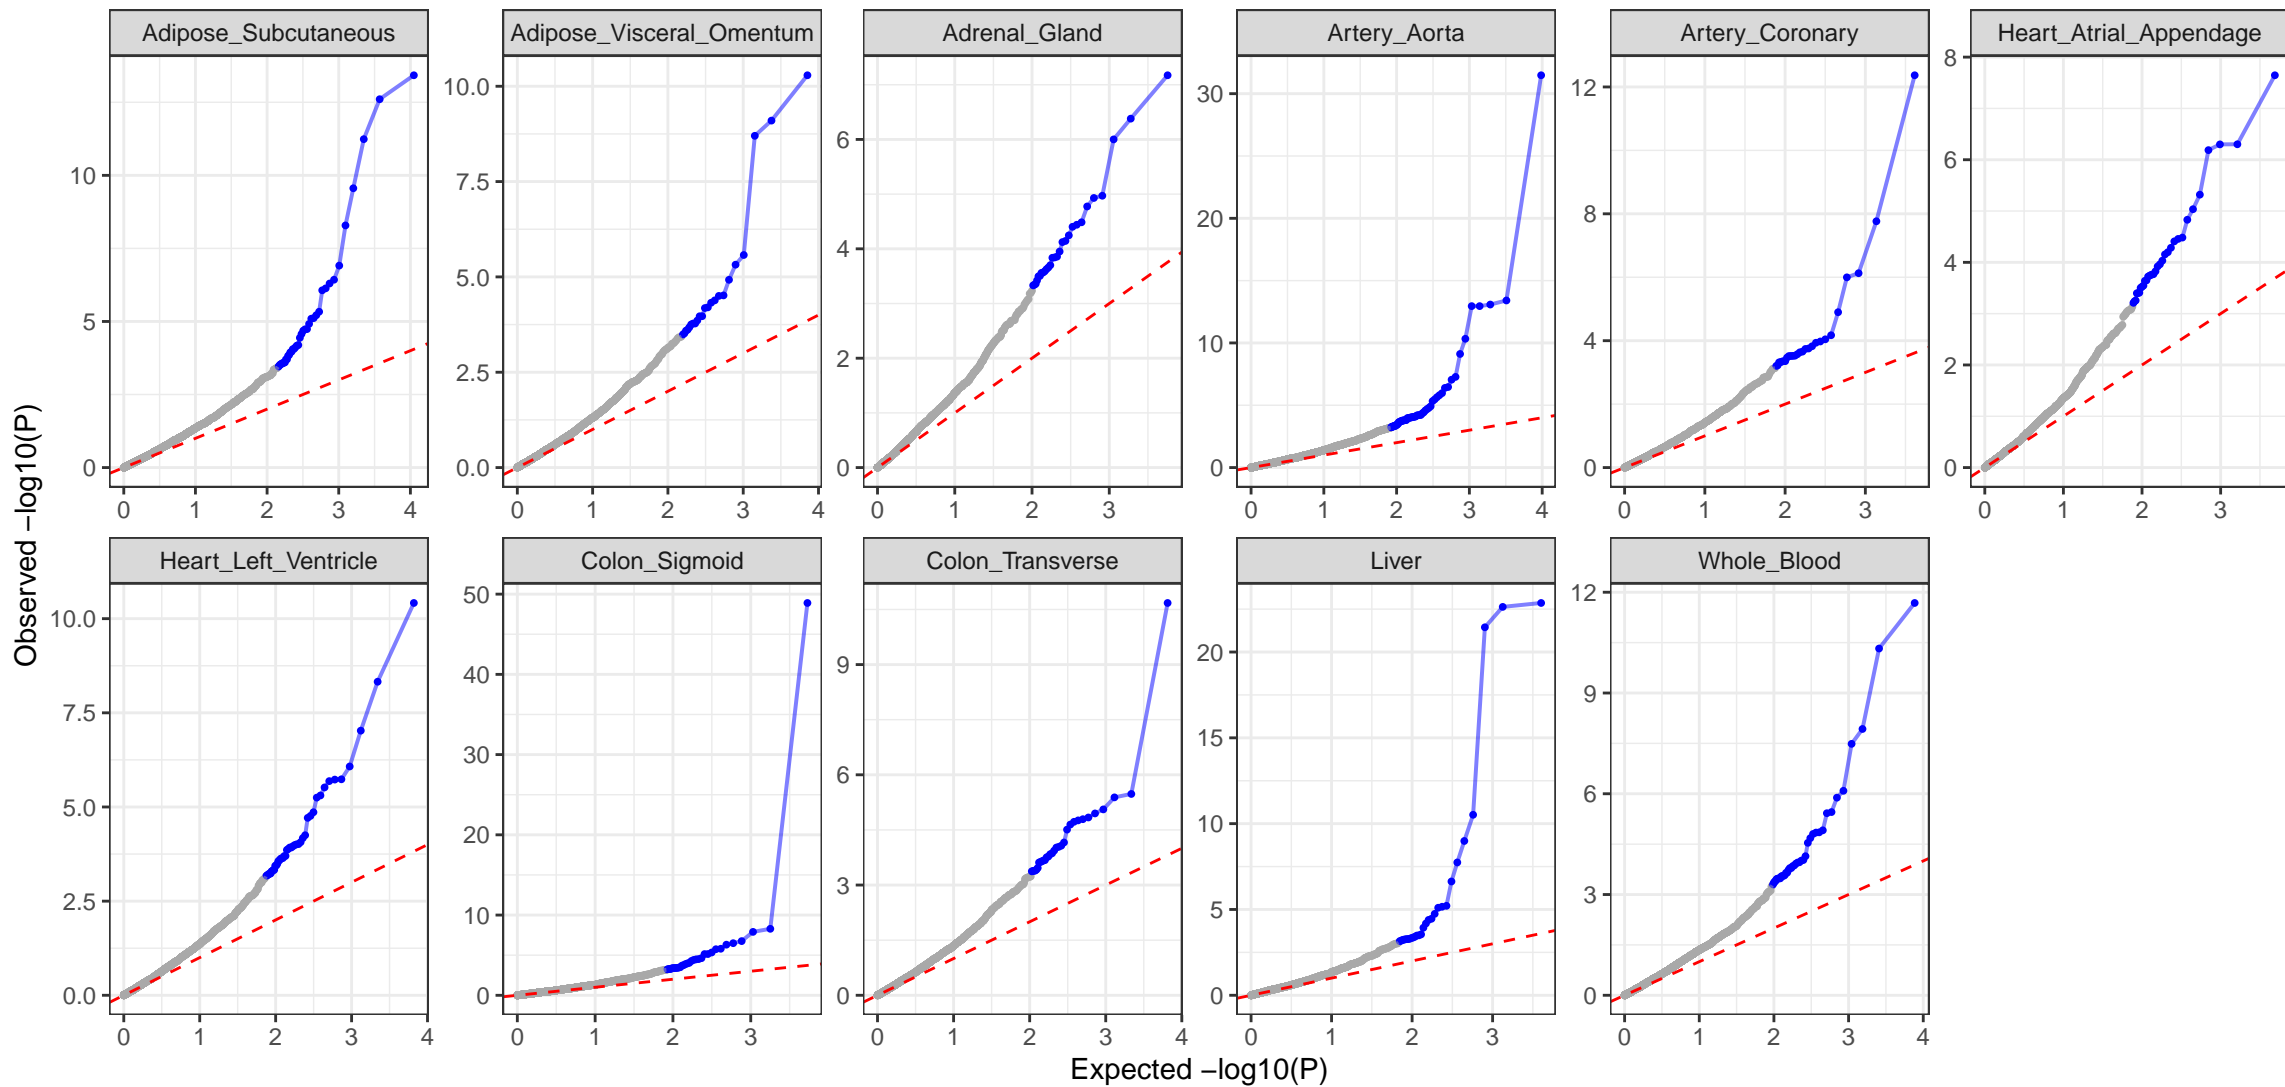 Adipose_Subcutaneous
Adipose_Visceral_Omentum
Adrenal_Gland
Artery_Aorta
Artery_Coronary
Heart_Atrial_Appendage
10
5
0
0 1 2 3 4
10.0
7.5
5.0
2.5
0.0
0 1 2 3 4
6
4
2
0
0 1 2 3
30
20
10
0
0 1 2 3 4
12
8
4
0
0 1 2 3
8
6
4
2
0
0 1 2 3
Observed −log10(P)
Heart_Left_Ventricle
Colon_Sigmoid
Colon_Transverse
Liver
Whole_Blood
10.0
7.5
5.0
2.5
0.0
0 1 2 3 4
50
40
30
20
10
0
0 1 2 3
9
6
3
0
0 1 2 3 4
20
15
10
5
0
0 1 2 3
12
9
6
3
0
0 1 2 3 4
Expected −log10(P)